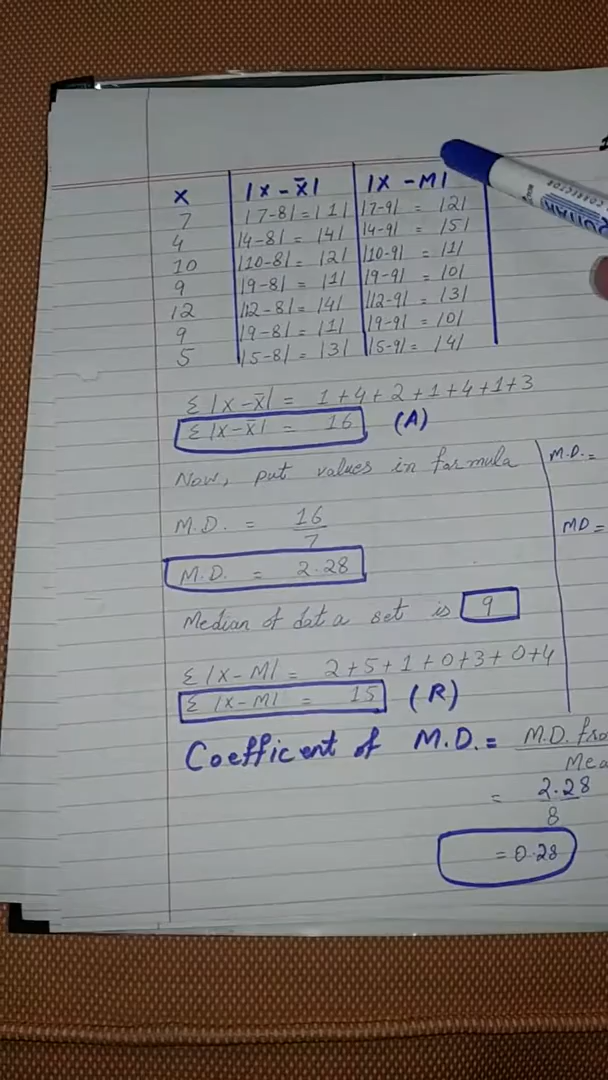 1
X |X-X̄| |X-M|
7 |7-8|=|1| |7-9| = |2|
4 |4-8|= |4| |4-9| = |5|
10 |10-8|= |2| |10-9| = |1|
9 |9-8|= |1| |9-9| = |0|
12 |12-8|= |4| |12-9| = |3|
9 |9-8|= |1| |9-9| = |0|
5 |5-8| = |3| |5-9| = |4|
Σ |X-X̄| = 1+4+2+1+4+1+3
Σ |X-X̄| = 16 (A)
Now, put values in formula
M.D. =
M.D. = 16
7
MD =
M.D. = 2.28
Median of data set is 9
Σ |X-M| = 2+5+1+0+3+0+4
Σ |X-M| = 15 (R)
Coefficent of M.D. = M.D. fro
Mea
= 2.28
8
= 0.28
CORRECTOR